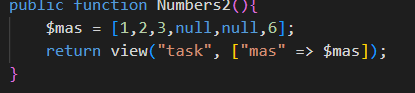 public function Numbers2(){
$mas = [1,2,3,null,null,6];
return view("task", ["mas" => $mas]);
}